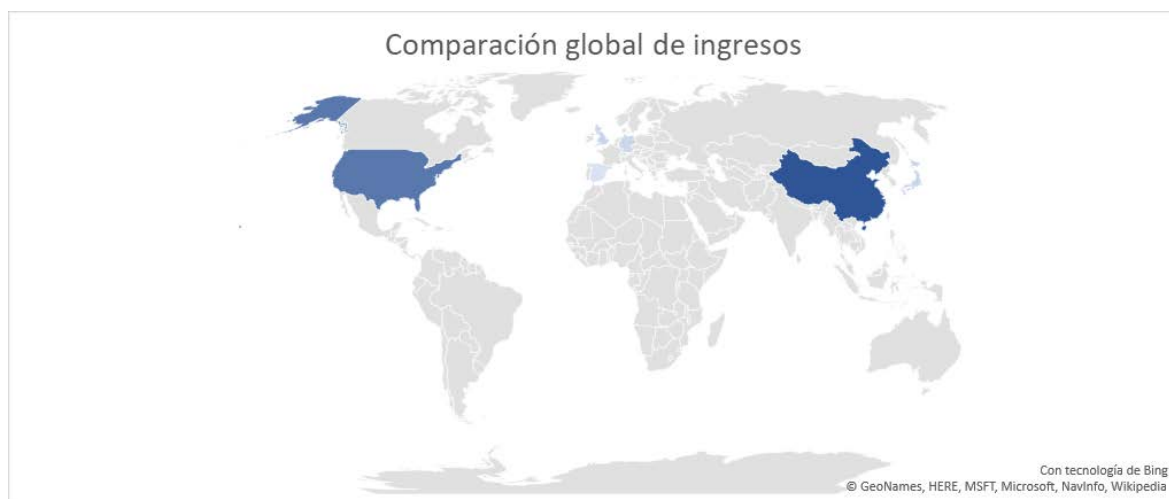 Comparación global de ingresos
Con tecnología de Bing
© GeoNames, HERE, MSFT, Microsoft, NavInfo, Wikipedia